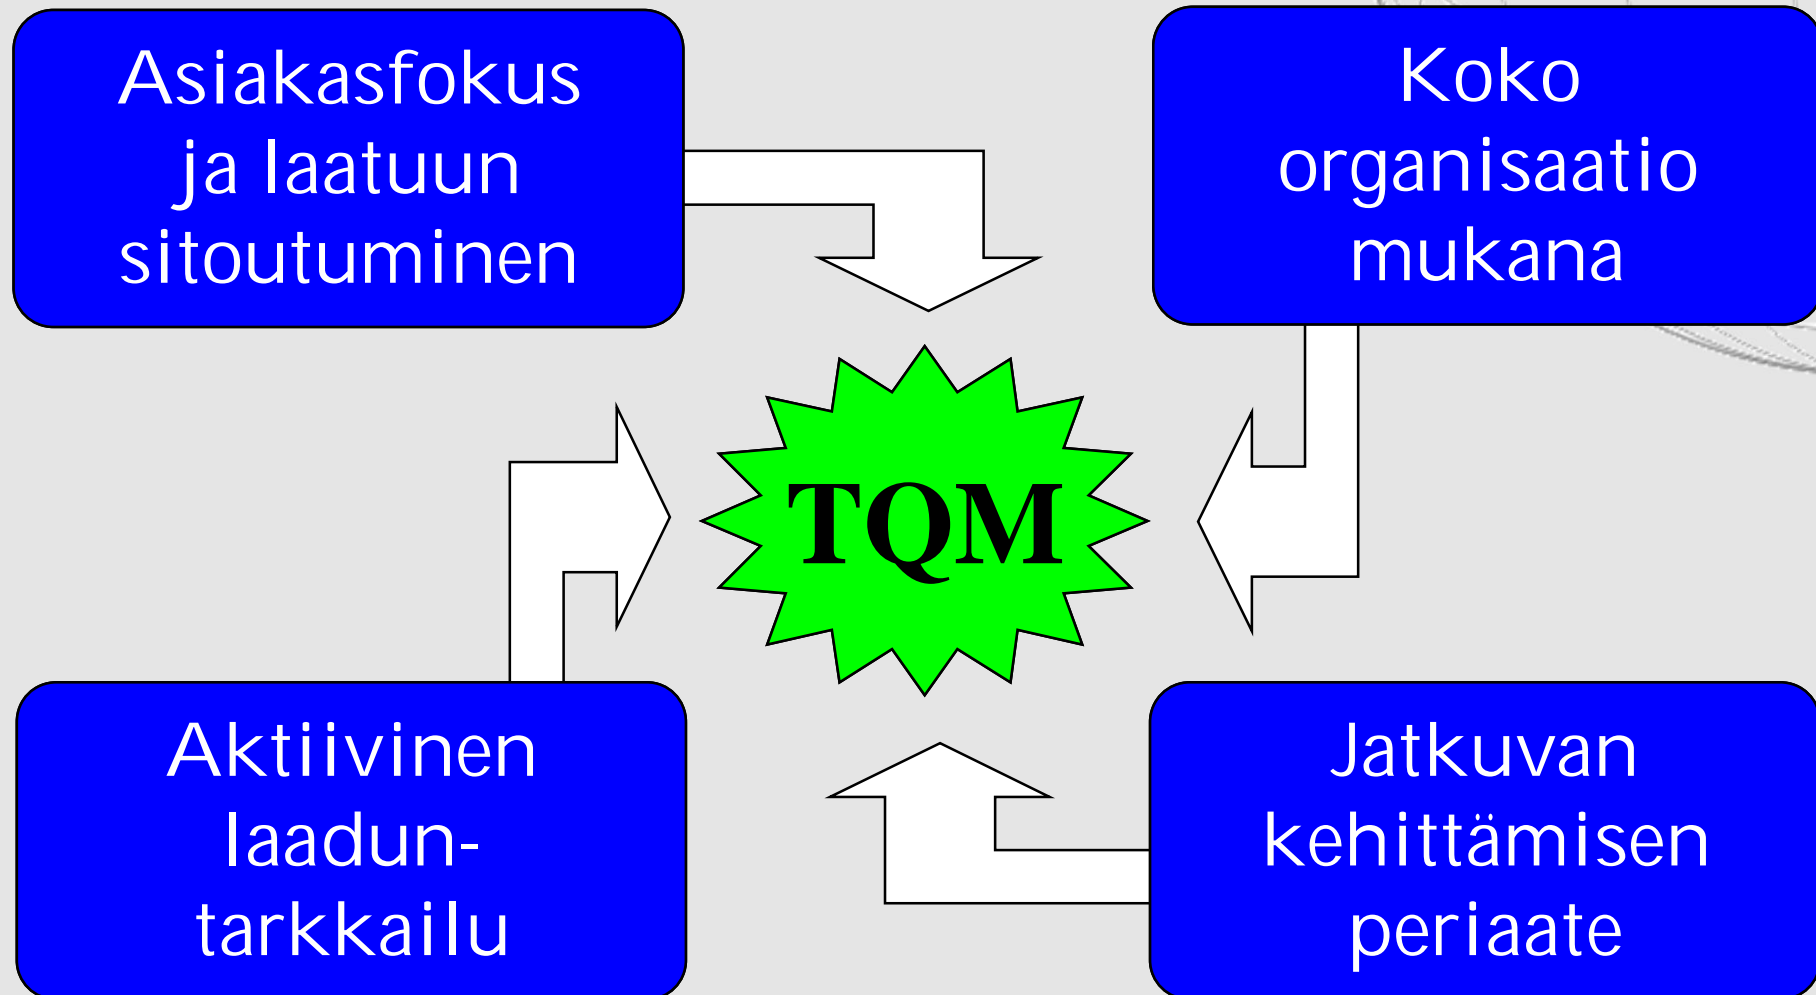 Asiakasfokus
ja laatuun
sitoutuminen
Koko
organisaatio
mukana
TQM
Aktiivinen
laadun-
tarkkailu
Jatkuvan
kehittämisen
periaate